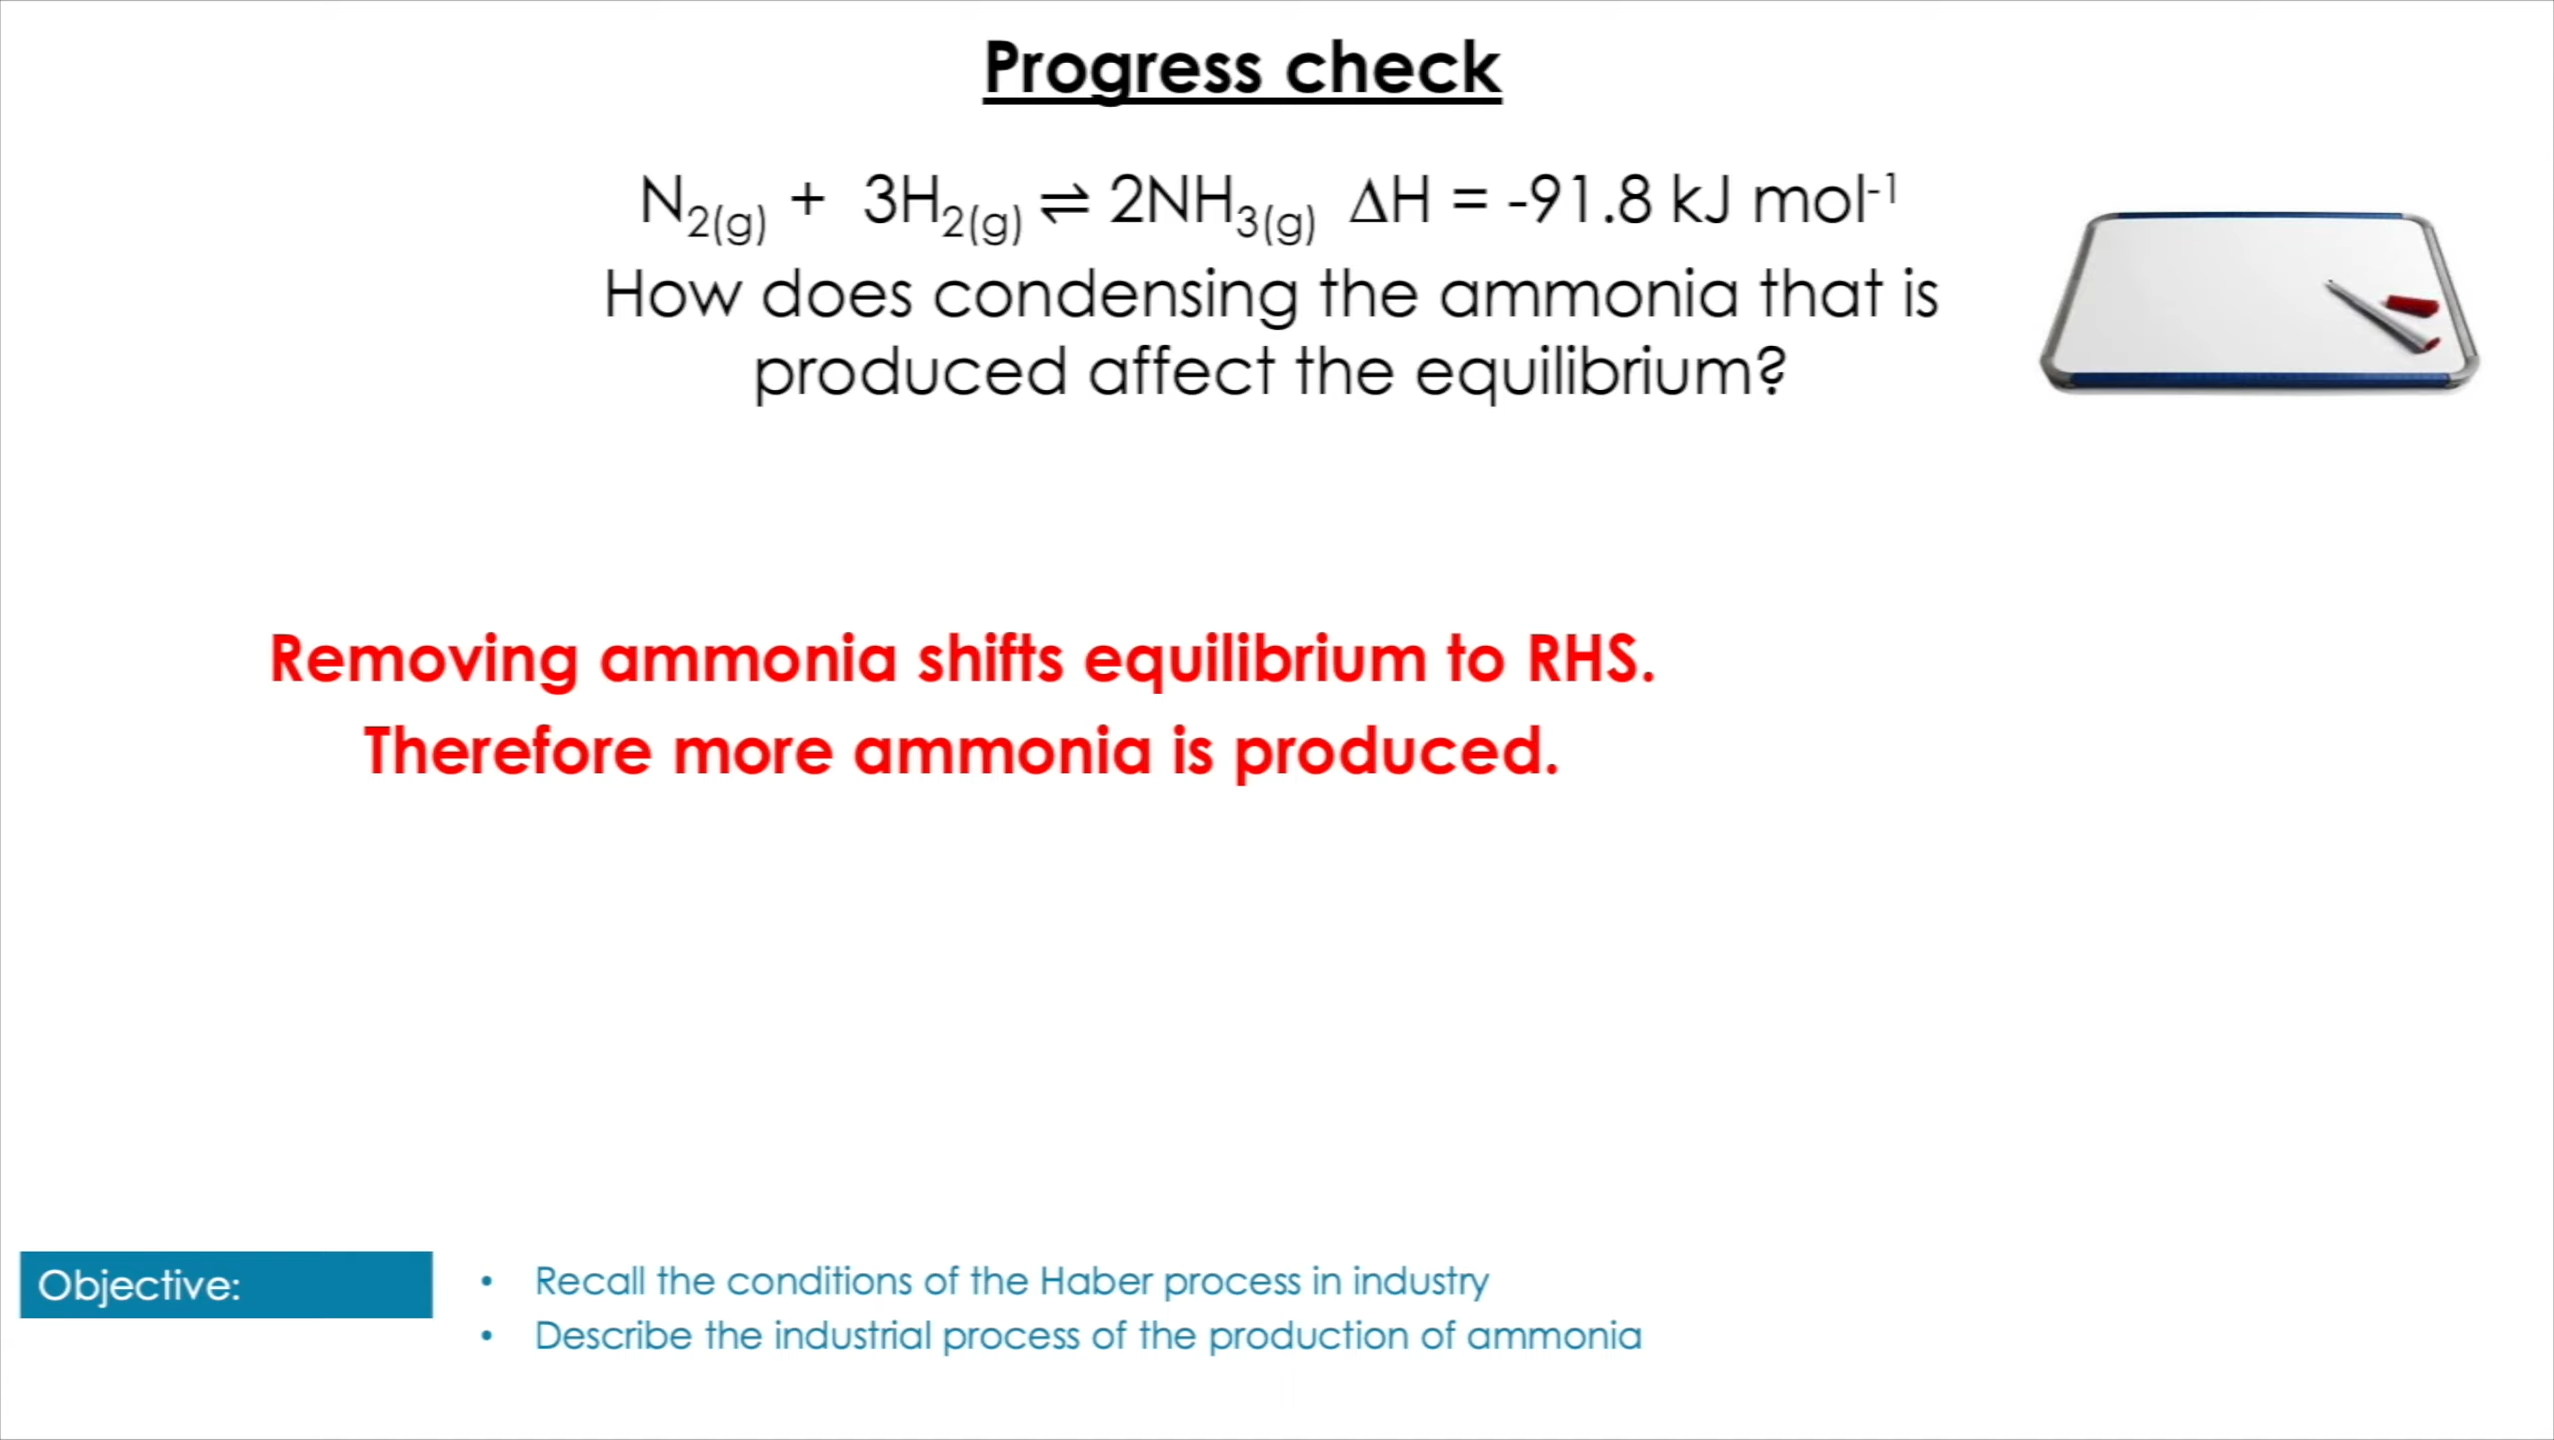 Progress check
N₂(g) + 3H₂(g) ⇌ 2NH₃(g) ΔH = -91.8 kJ mol⁻¹
How does condensing the ammonia that is
produced affect the equilibrium?
Removing ammonia shifts equilibrium to RHS.
Therefore more ammonia is produced.
Objective:
• Recall the conditions of the Haber process in industry
• Describe the industrial process of the production of ammonia